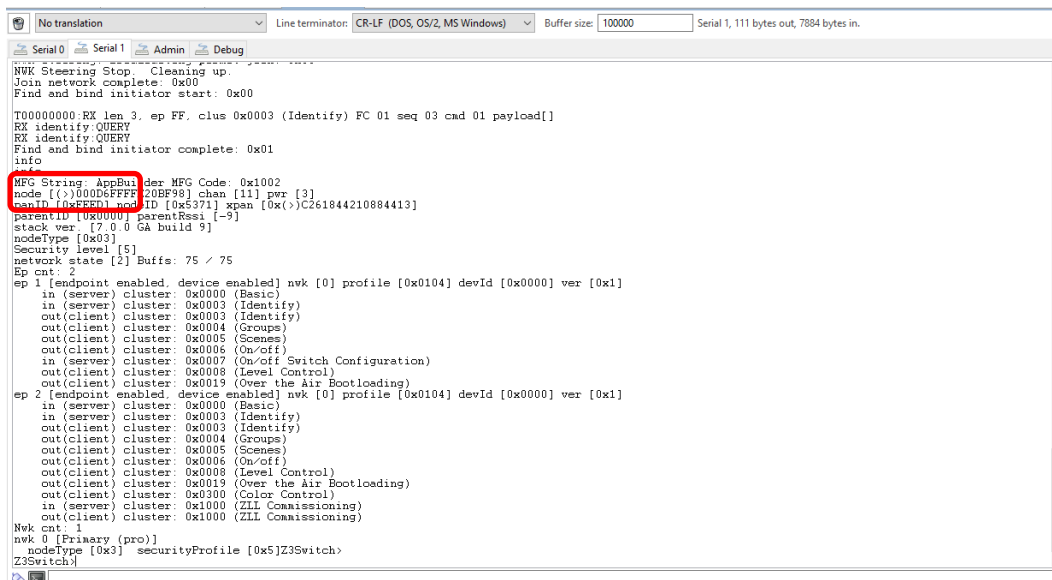 No translation Line terminator: CR-LF (DOS, OS/2, MS Windows) Buffer size: 100000 Serial 1, 111 bytes out, 7884 bytes in.
Serial 0 Serial 1 Admin Debug
NWK Steering Stop. Cleaning up.
Join network complete: 0x00
Find and bind initiator start: 0x00
T00000000:RX len 3, ep FF, clus 0x0003 (Identify) FC 01 seq 03 cmd 01 payload[]
RX identify:QUERY
RX identify:QUERY
Find and bind initiator complete: 0x01
info
info
MFG String: AppBuilder MFG Code: 0x1002
node [(>)000D6FFFF 20BF98] chan [11] pwr [3]
panID [0xFEED] nodeID [0x5371] xpan [0x(>)C261844210884413]
parentID [0x0000] parentRssi [-9]
stack ver. [7.0.0 GA build 9]
nodeType [0x03]
Security level [5]
network state [2] Buffs: 75 / 75
Ep cnt: 2
ep 1 [endpoint enabled, device enabled] nwk [0] profile [0x0104] devId [0x0000] ver [0x1]
in (server) cluster: 0x0000 (Basic)
in (server) cluster: 0x0003 (Identify)
out(client) cluster: 0x0003 (Identify)
out(client) cluster: 0x0004 (Groups)
out(client) cluster: 0x0005 (Scenes)
out(client) cluster: 0x0006 (On/off)
in (server) cluster: 0x0007 (On/off Switch Configuration)
out(client) cluster: 0x0008 (Level Control)
out(client) cluster: 0x0019 (Over the Air Bootloading)
ep 2 [endpoint enabled, device enabled] nwk [0] profile [0x0104] devId [0x0000] ver [0x1]
in (server) cluster: 0x0000 (Basic)
in (server) cluster: 0x0003 (Identify)
out(client) cluster: 0x0003 (Identify)
out(client) cluster: 0x0004 (Groups)
out(client) cluster: 0x0005 (Scenes)
out(client) cluster: 0x0006 (On/off)
out(client) cluster: 0x0008 (Level Control)
out(client) cluster: 0x0019 (Over the Air Bootloading)
out(client) cluster: 0x0300 (Color Control)
in (server) cluster: 0x1000 (ZLL Commissioning)
out(client) cluster: 0x1000 (ZLL Commissioning)
Nwk cnt: 1
nwk 0 [Primary (pro)]
nodeType [0x3] securityProfile [0x5]Z3Switch>
Z3Switch>